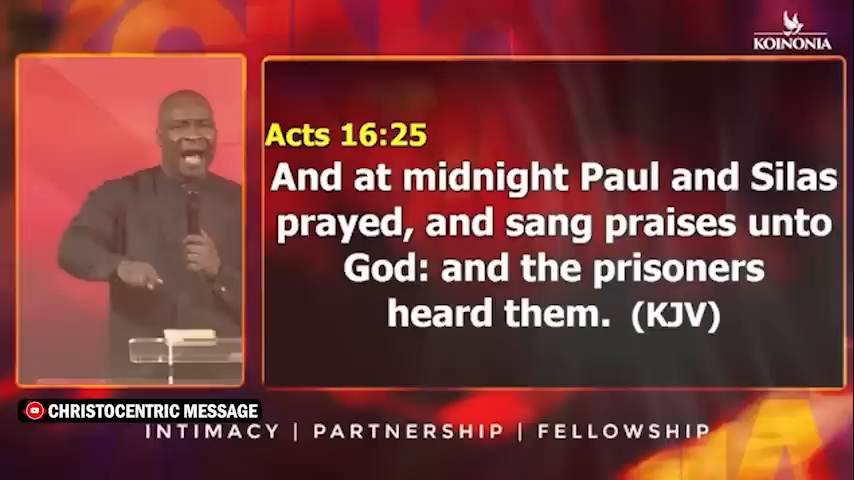 KOINONIA
Acts 16:25
And at midnight Paul and Silas
prayed, and sang praises unto
God: and the prisoners
heard them. (KJV)
CHRISTOCENTRIC MESSAGE
INTIMACY | PARTNERSHIP | FELLOWSHIP